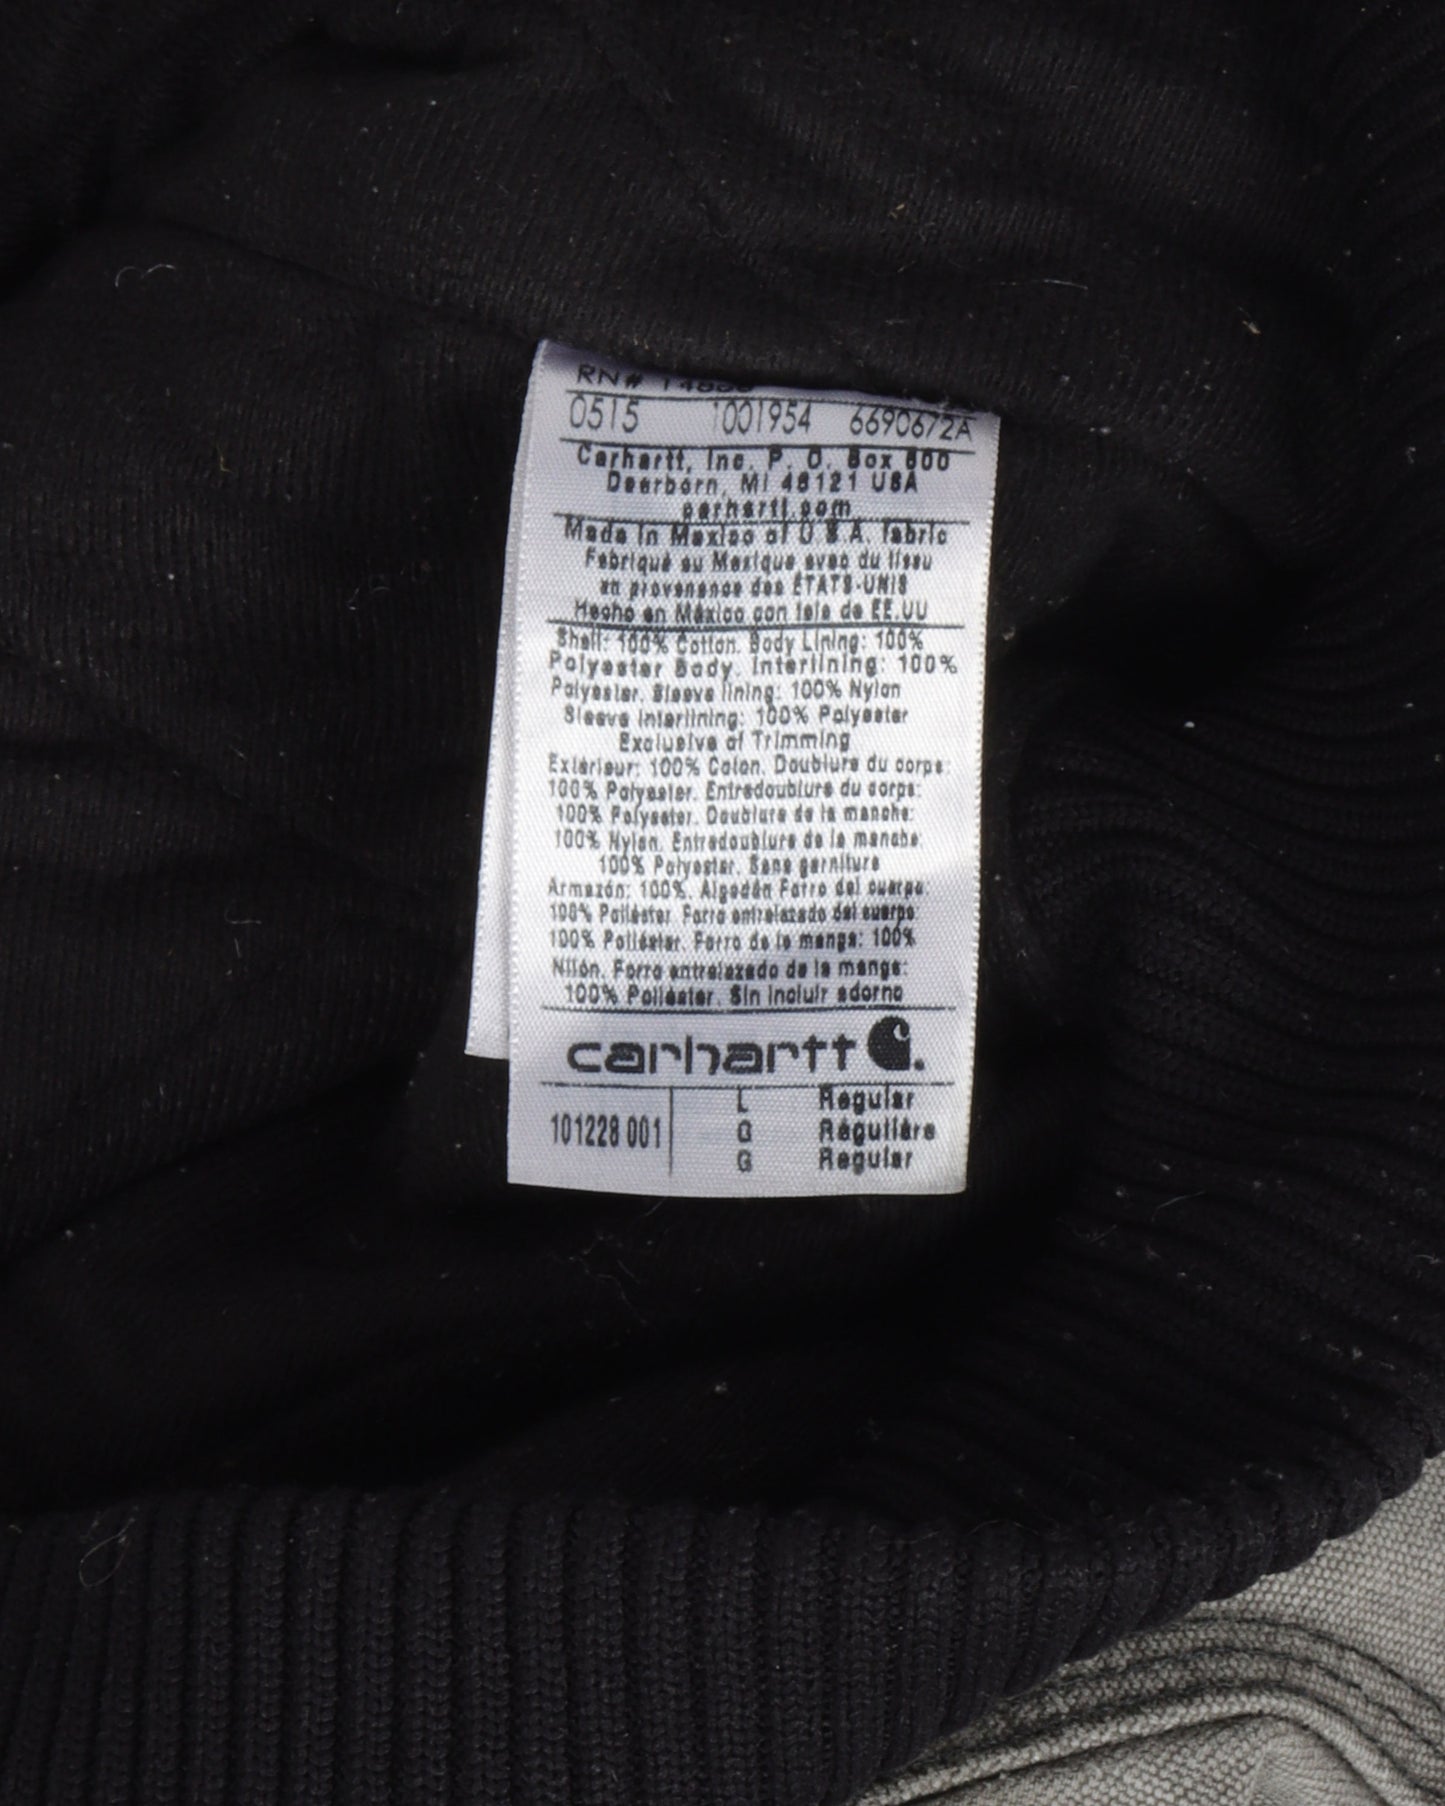 RN# 14806
0515 1001954 6690672A
Carhartt, Inc. P. O. Box 600
Dearborn, MI 48121 USA
carhartt.com
Made in Mexico of U.S.A. fabric
Fabriqué au Mexique avec du tissu
en provenance des ÉTATS-UNIS
Hecho en México con tela de EE.UU
Shell: 100% Cotton. Body Lining: 100%
Polyester Body. Interlining: 100%
Polyester. Sleeve lining: 100% Nylon
Sleeve Interlining: 100% Polyester
Exclusive of Trimming
Extérieur: 100% Coton. Doublure du corps:
100% Polyester. Entredoublure du corps:
100% Polyester. Doublure de la manche:
100% Nylon. Entredoublure de la manche:
100% Polyester. Sans garniture
Armazón: 100%. Algodón Forro del cuerpo:
100% Poliéster. Forro entrelazado del cuerpo
100% Poliéster. Forro de la manga: 100%
Nilón. Forro entrelazado de la manga:
100% Poliéster. Sin incluir adorno
carhartt
101228 001 L Regular
G Régulière
G Regular